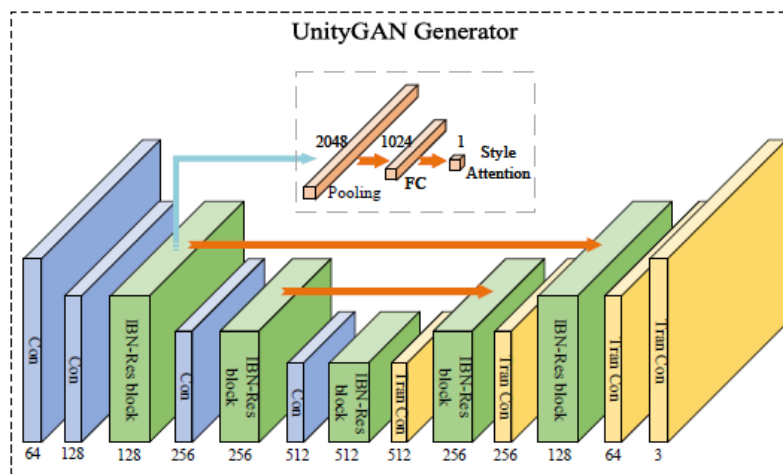 UnityGAN Generator
2048
1024
1
Style
Attention
Pooling
FC
Con
Con
IBN-Res block
Con
IBN-Res
block
Con
IBN-Res
block
Tran Con
IBN-Res
block
Tran Con
IBN-Res block
Tran Con
Tran Con
64 128 128 256 256 512 512 512 256 256 128 64 3